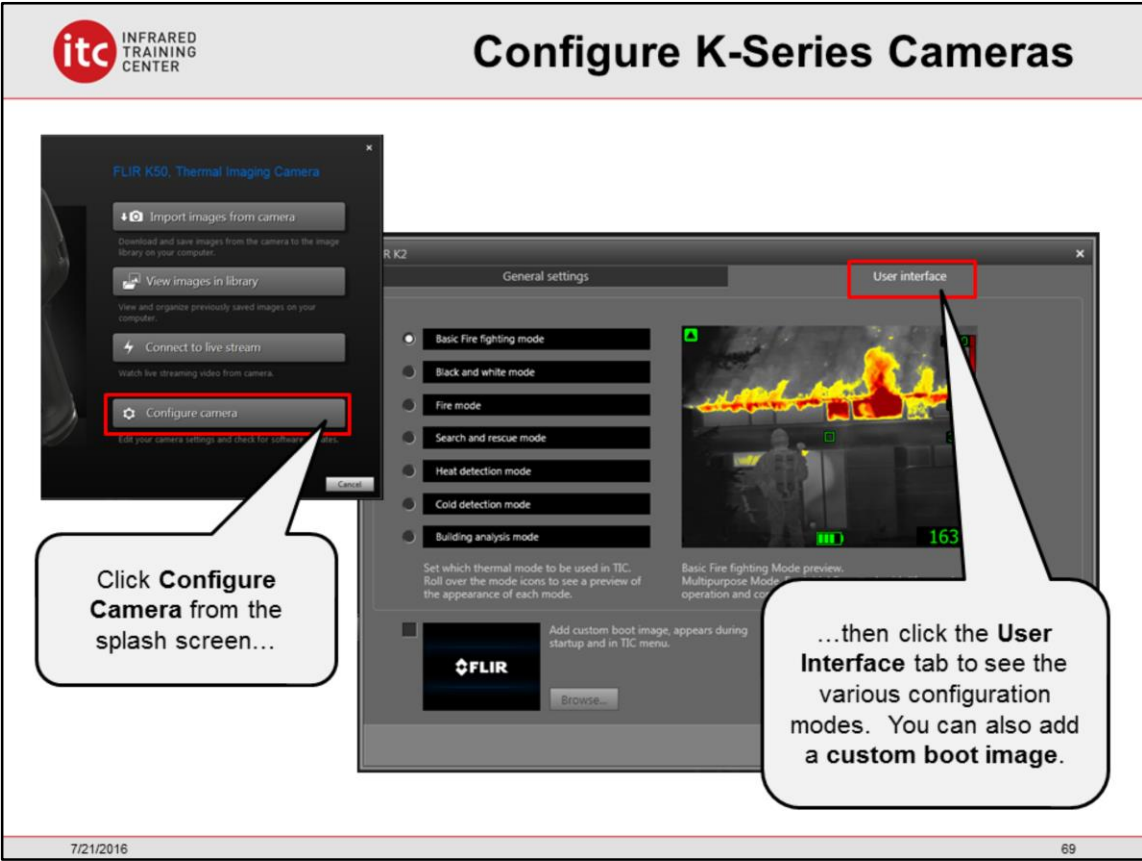 itc INFRARED
TRAINING
CENTER
Configure K-Series Cameras
FLIR K50, Thermal Imaging Camera
Import images from camera
Download and save images from the camera to the image
library on your computer.
View images in library
View and organize previously saved images on your
computer.
Connect to live stream
Watch live streaming video from camera.
Configure camera
Edit your camera settings and check for software
Cancel
Click Configure
Camera from the
splash screen...
K2
General settings
User interface
Basic Fire fighting mode
Black and white mode
Fire mode
Search and rescue mode
Heat detection mode
Cold detection mode
Building analysis mode
Set which thermal mode to be used in TIC.
Roll over the mode icons to see a preview of
the appearance of each mode.
163
Basic Fire fighting Mode preview.
Multipurpose Mode,
operation and
Add custom boot image, appears during
startup and in TIC menu.
FLIR
Browse...
...then click the User
Interface tab to see the
various configuration
modes. You can also add
a custom boot image.
7/21/2016
69